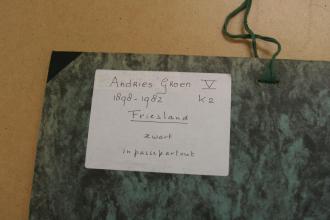 Andries Groen V
1898-1982 K2
Friesland
zwart
in passepartout